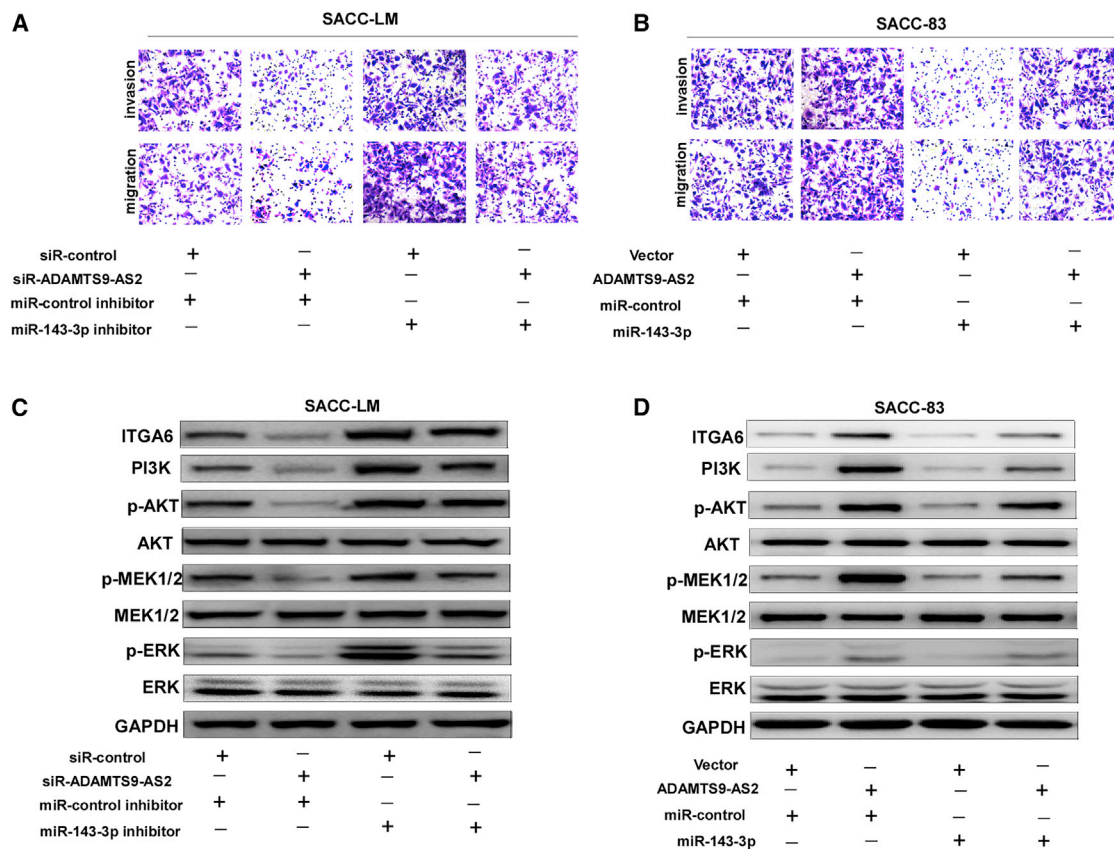 A
SACC-LM
invasion
migration
siR-control + – + –
siR-ADAMTS9-AS2 – + – +
miR-control inhibitor + + – –
miR-143-3p inhibitor – – + +
B
SACC-83
invasion
migration
Vector + – + –
ADAMTS9-AS2 – + – +
miR-control + + – –
miR-143-3p – – + +
C
SACC-LM
ITGA6
PI3K
p-AKT
AKT
p-MEK1/2
MEK1/2
p-ERK
ERK
GAPDH
siR-control + – + –
siR-ADAMTS9-AS2 – + – +
miR-control inhibitor + + – –
miR-143-3p inhibitor – – + +
D
SACC-83
ITGA6
PI3K
p-AKT
AKT
p-MEK1/2
MEK1/2
p-ERK
ERK
GAPDH
Vector + – + –
ADAMTS9-AS2 – + – +
miR-control + + – –
miR-143-3p – – + +